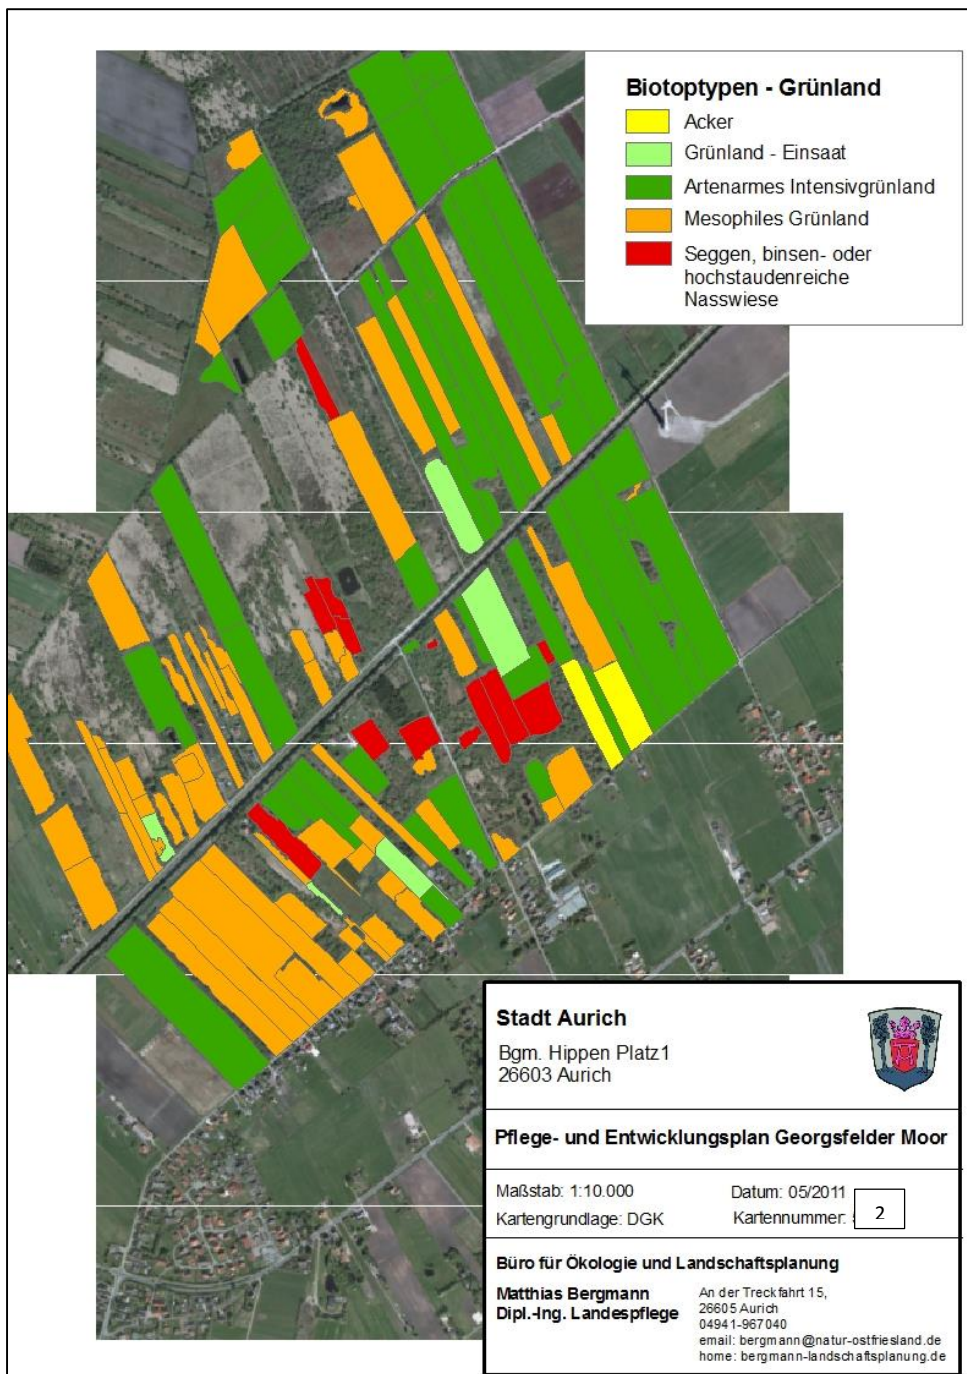 Biotoptypen - Grünland
Acker
Grünland - Einsaat
Artenarmes Intensivgrünland
Mesophiles Grünland
Seggen, binsen- oder
hochstaudenreiche
Nasswiese
Stadt Aurich
Bgm. Hippen Platz1
26603 Aurich
Pflege- und Entwicklungsplan Georgsfelder Moor
Maßstab: 1:10.000
Datum: 05/2011
Kartengrundlage: DGK
Kartennummer: 2
Büro für Ökologie und Landschaftsplanung
Matthias Bergmann
Dipl.-Ing. Landespflege
An der Treckfahrt 15,
26605 Aurich
04941-967040
email: bergmann@natur-ostfriesland.de
home: bergmann-landschaftsplanung.de